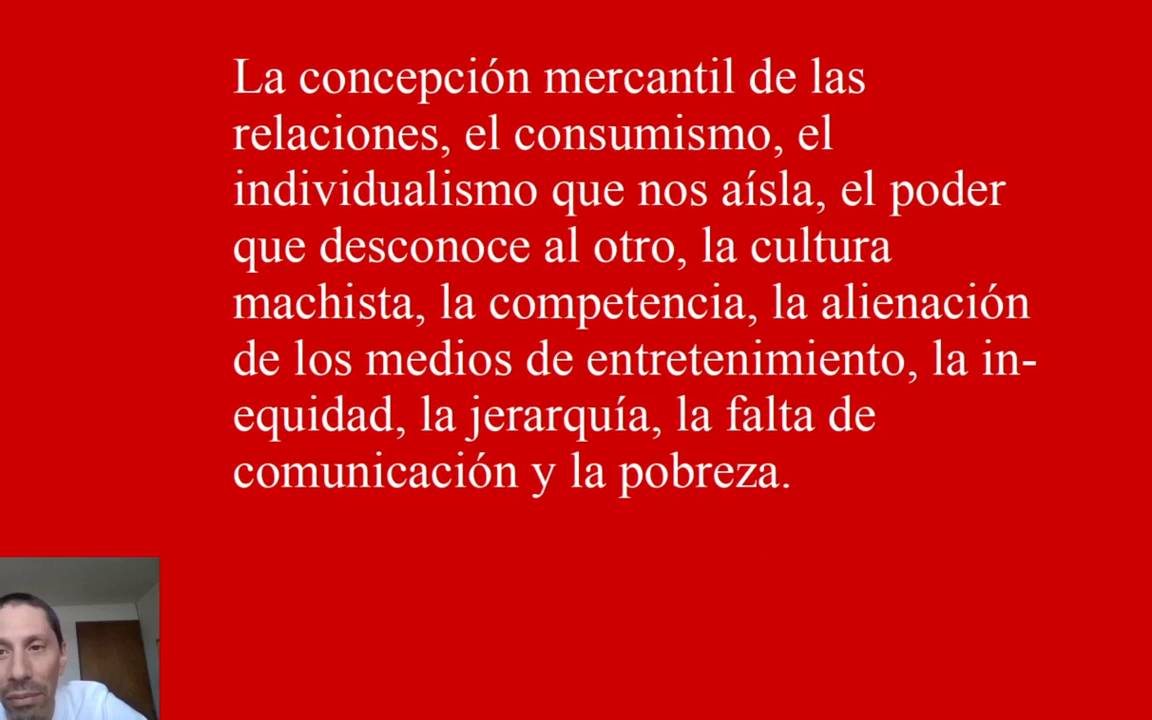 La concepción mercantil de las
relaciones, el consumismo, el
individualismo que nos aísla, el poder
que desconoce al otro, la cultura
machista, la competencia, la alienación
de los medios de entretenimiento, la in-
equidad, la jerarquía, la falta de
comunicación y la pobreza.